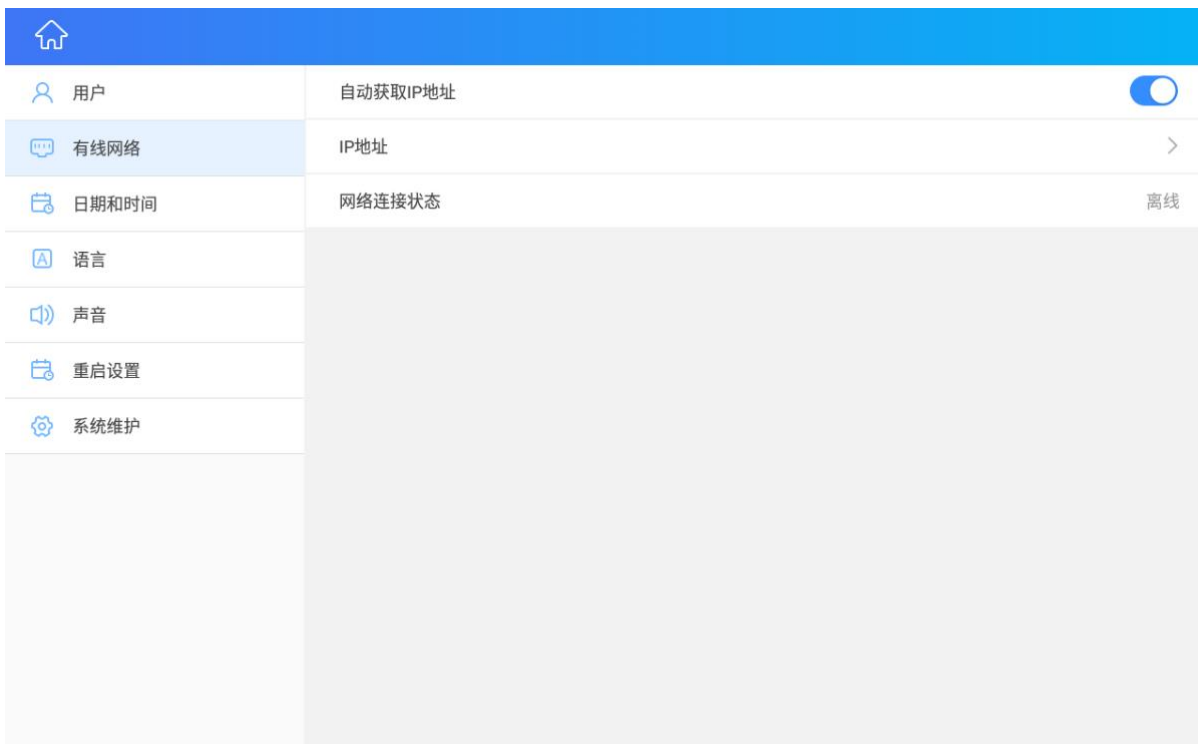 用户
有线网络
日期和时间
语言
声音
重启设置
系统维护
自动获取IP地址
IP地址
网络连接状态 离线